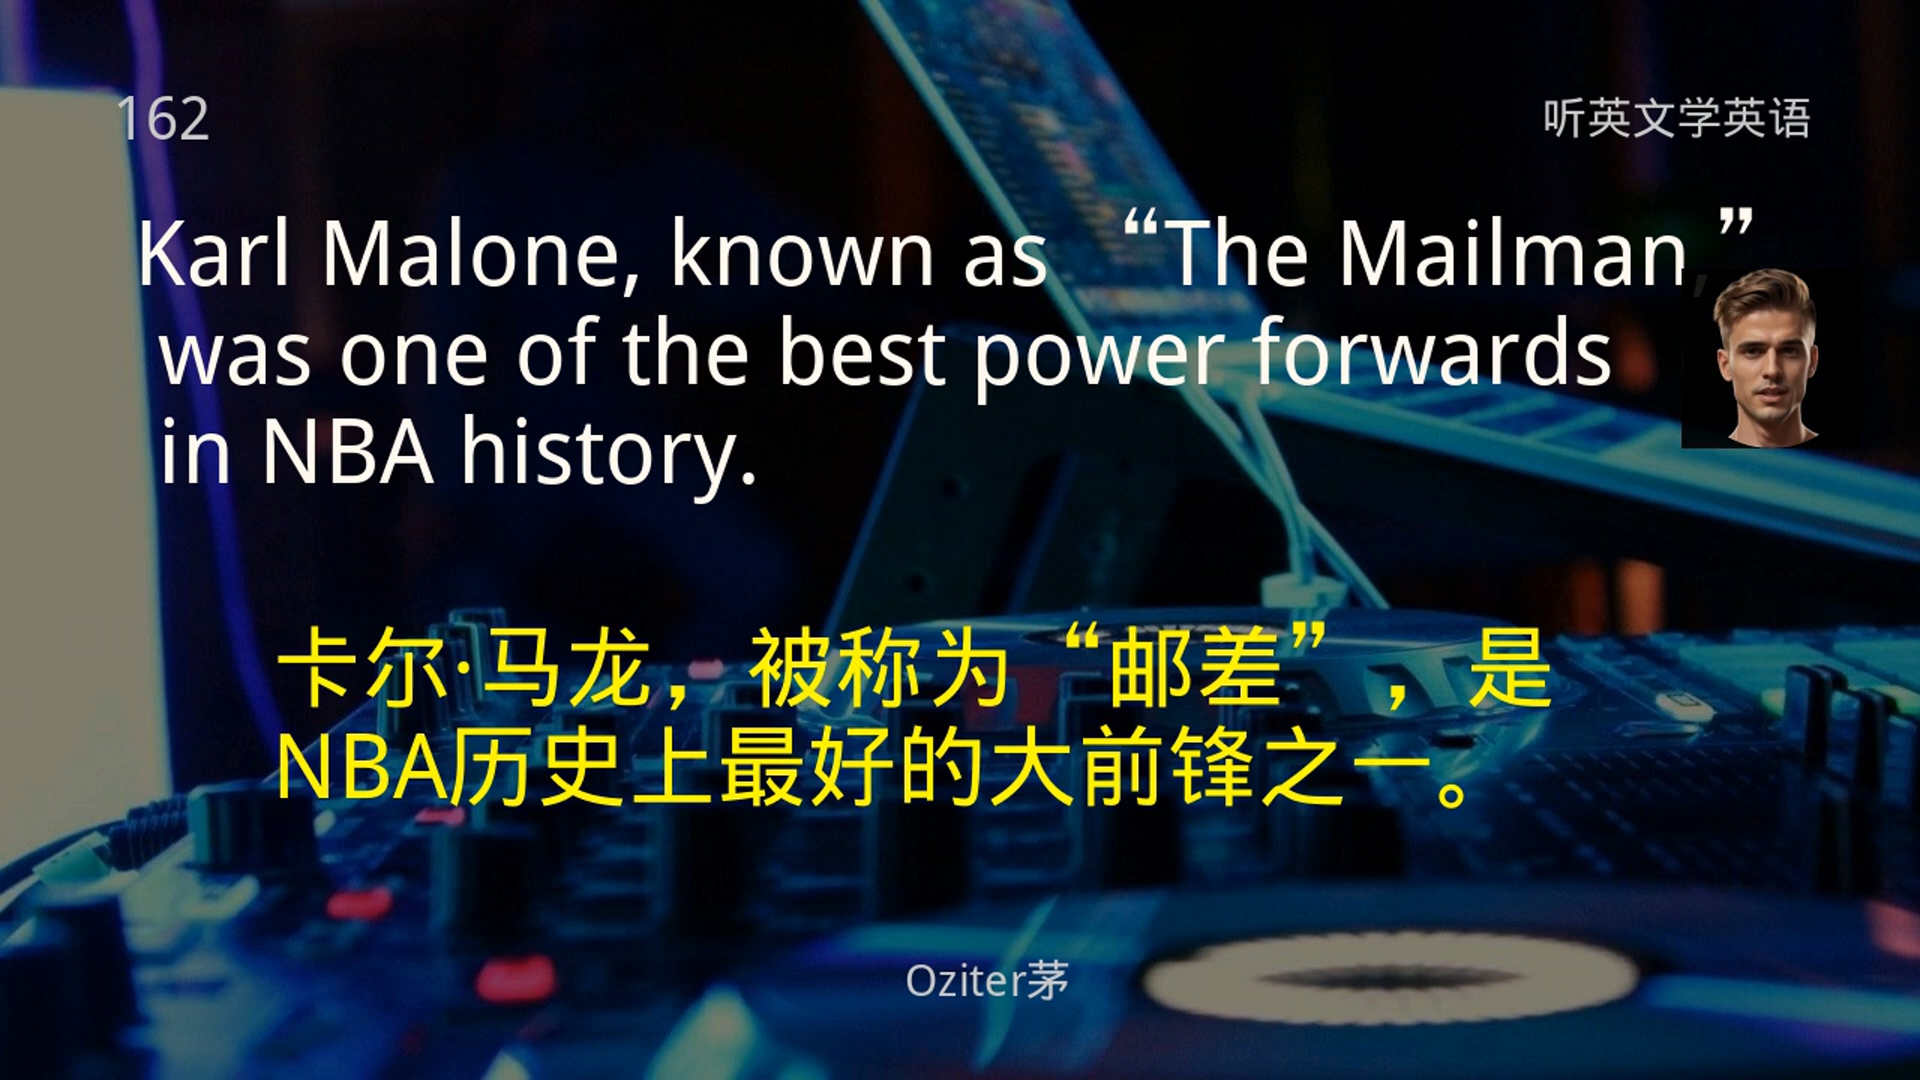 162
听英文学英语
Karl Malone, known as “The Mailman,”
was one of the best power forwards
in NBA history.
卡尔·马龙，被称为“邮差”，是
NBA历史上最好的大前锋之一。
Oziter茅